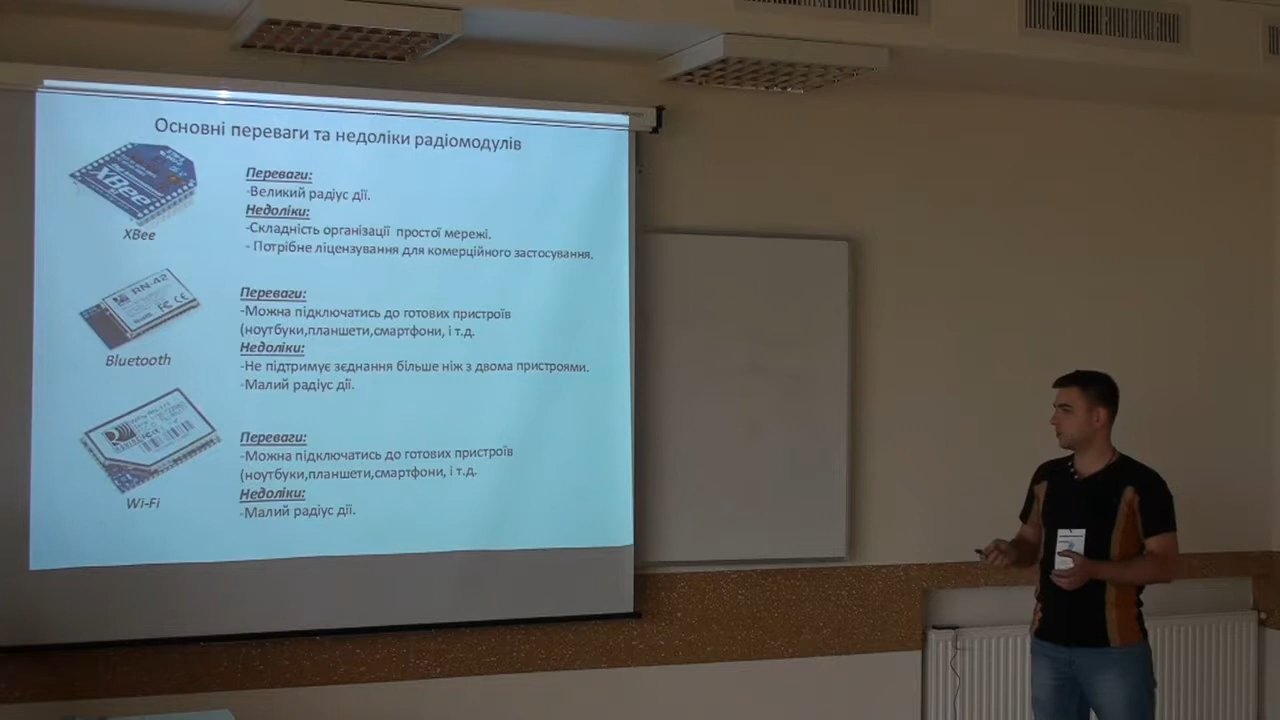 Основні переваги та недоліки радіомодулів
XBee
XBee
Переваги:
-Великий радіус дії.
Недоліки:
-Складність організації простої мережі.
- Потрібне ліцензування для комерційного застосування.
RN-42
FC CE
Bluetooth
Переваги:
-Можна підключатись до готових пристроїв
(ноутбуки,планшети,смартфони, і т.д.
Недоліки:
-Не підтримує зєднання більше ніж з двома пристроями.
-Малий радіус дії.
Wi-Fi
Переваги:
-Можна підключатись до готових пристроїв
(ноутбуки,планшети,смартфони, і т.д.
Недоліки:
-Малий радіус дії.